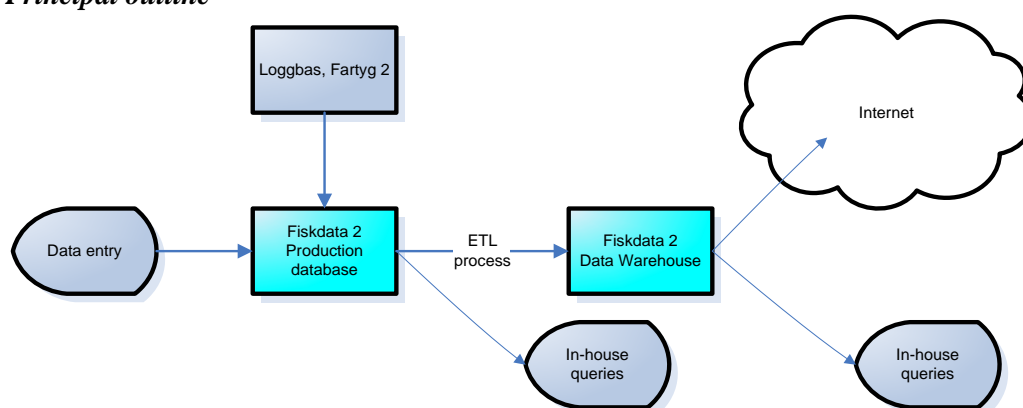 Principal outline
Loggbas, Fartyg 2
Internet
Data entry
Fiskdata 2
Production
database
ETL
process
Fiskdata 2
Data Warehouse
In-house
queries
In-house
queries